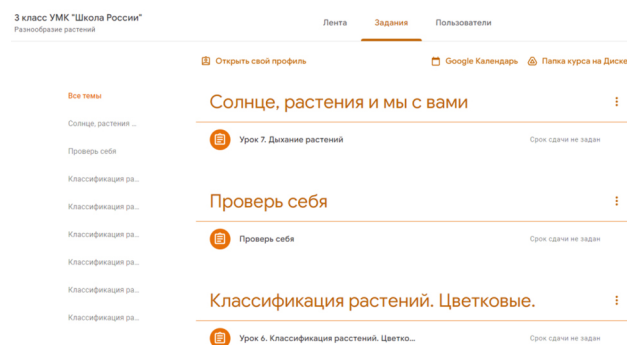 3 класс УМК "Школа России"
Разнообразие растений
Лента
Задания
Пользователи
Открыть свой профиль
Google Календарь
Папка курса на Диске
Все темы
Солнце, растения ...
Проверь себя
Классификация ра...
Классификация ра...
Классификация ра...
Классификация ра...
Классификация ра...
Классификация ра...
Солнце, растения и мы с вами
Урок 7. Дыхание растений
Срок сдачи не задан
Проверь себя
Проверь себя
Срок сдачи не задан
Классификация растений. Цветковые.
Урок 6. Классификация расстений. Цветко...
Срок сдачи не задан